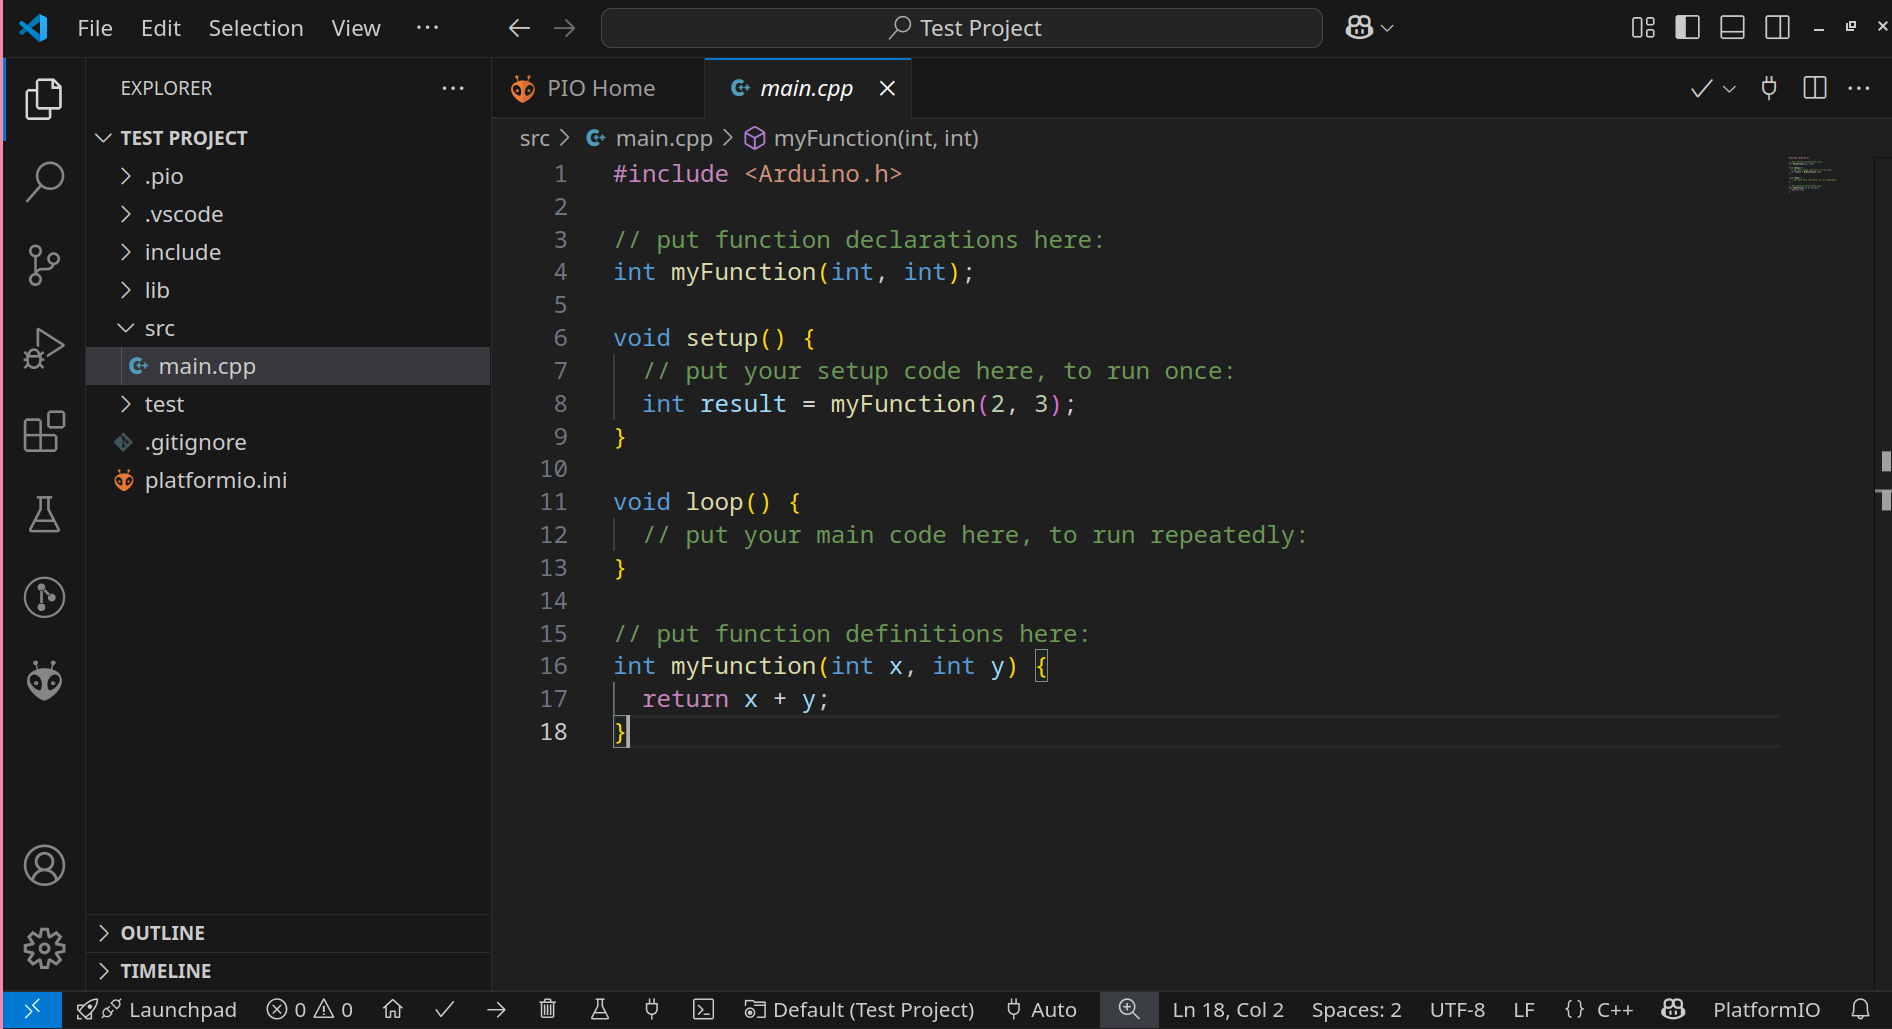 File Edit Selection View ··· Test Project
EXPLORER
TEST PROJECT
.pio
.vscode
include
lib
src
main.cpp
test
.gitignore
platformio.ini
OUTLINE
TIMELINE
PIO Home main.cpp
src > main.cpp > myFunction(int, int)
1 #include <Arduino.h>
2
3 // put function declarations here:
4 int myFunction(int, int);
5
6 void setup() {
7   // put your setup code here, to run once:
8   int result = myFunction(2, 3);
9 }
10
11 void loop() {
12   // put your main code here, to run repeatedly:
13 }
14
15 // put function definitions here:
16 int myFunction(int x, int y) {
17   return x + y;
18 }
Launchpad 0 0 Default (Test Project) Auto Ln 18, Col 2 Spaces: 2 UTF-8 LF {} C++ PlatformIO